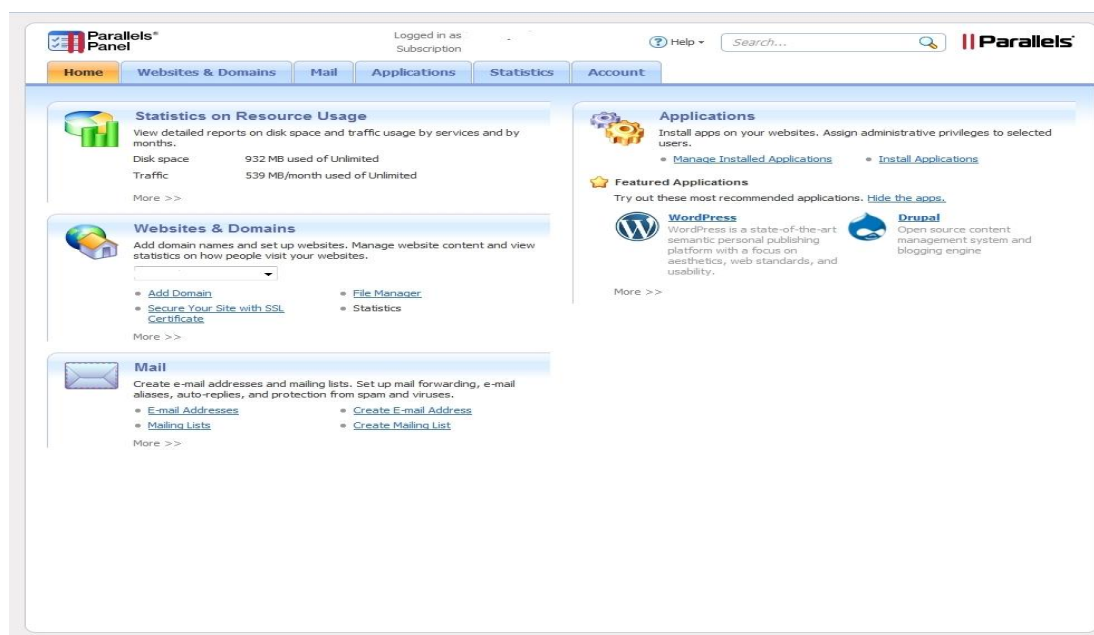 Parallels®
Panel
Logged in as
Subscription
Help
Search...
Parallels®
Home Websites & Domains Mail Applications Statistics Account
Statistics on Resource Usage
View detailed reports on disk space and traffic usage by services and by
months.
Disk space 932 MB used of Unlimited
Traffic 539 MB/month used of Unlimited
More >>
Websites & Domains
Add domain names and set up websites. Manage website content and view
statistics on how people visit your websites.
Add Domain File Manager
Secure Your Site with SSL Statistics
Certificate
More >>
Mail
Create e-mail addresses and mailing lists. Set up mail forwarding, e-mail
aliases, auto-replies, and protection from spam and viruses.
E-mail Addresses Create E-mail Address
Mailing Lists Create Mailing List
More >>
Applications
Install apps on your websites. Assign administrative privileges to selected
users.
Manage Installed Applications Install Applications
Featured Applications
Try out these most recommended applications. Hide the apps.
WordPress
WordPress is a state-of-the-art
semantic personal publishing
platform with a focus on
aesthetics, web standards, and
usability.
Drupal
Open source content
management system and
blogging engine
More >>